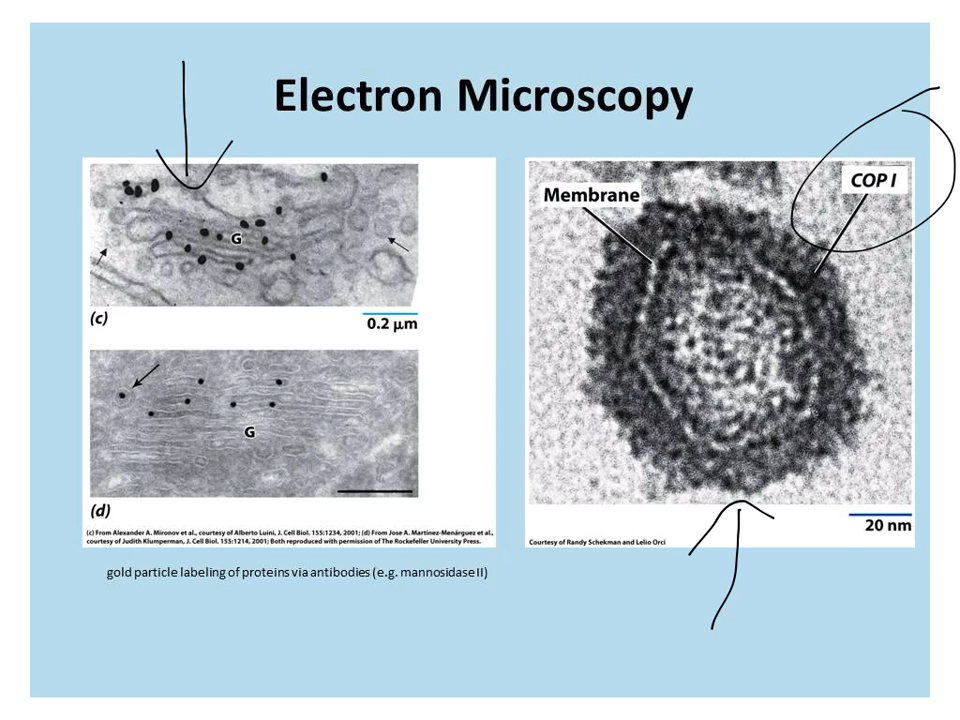 Electron Microscopy
G
(c)
0.2 μm
G
(d)
(c) From Alexander A. Mironov et al., courtesy of Alberto Luini, J. Cell Biol. 155:1234, 2001; (d) From Jose A. Martinez-Menárguez et al.,
courtesy of Judith Klumperman, J. Cell Biol. 155:1214, 2001; Both reproduced with permission of The Rockefeller University Press.
gold particle labeling of proteins via antibodies (e.g. mannosidase II)
Membrane
COP I
20 nm
Courtesy of Randy Schekman and Lelio Orci